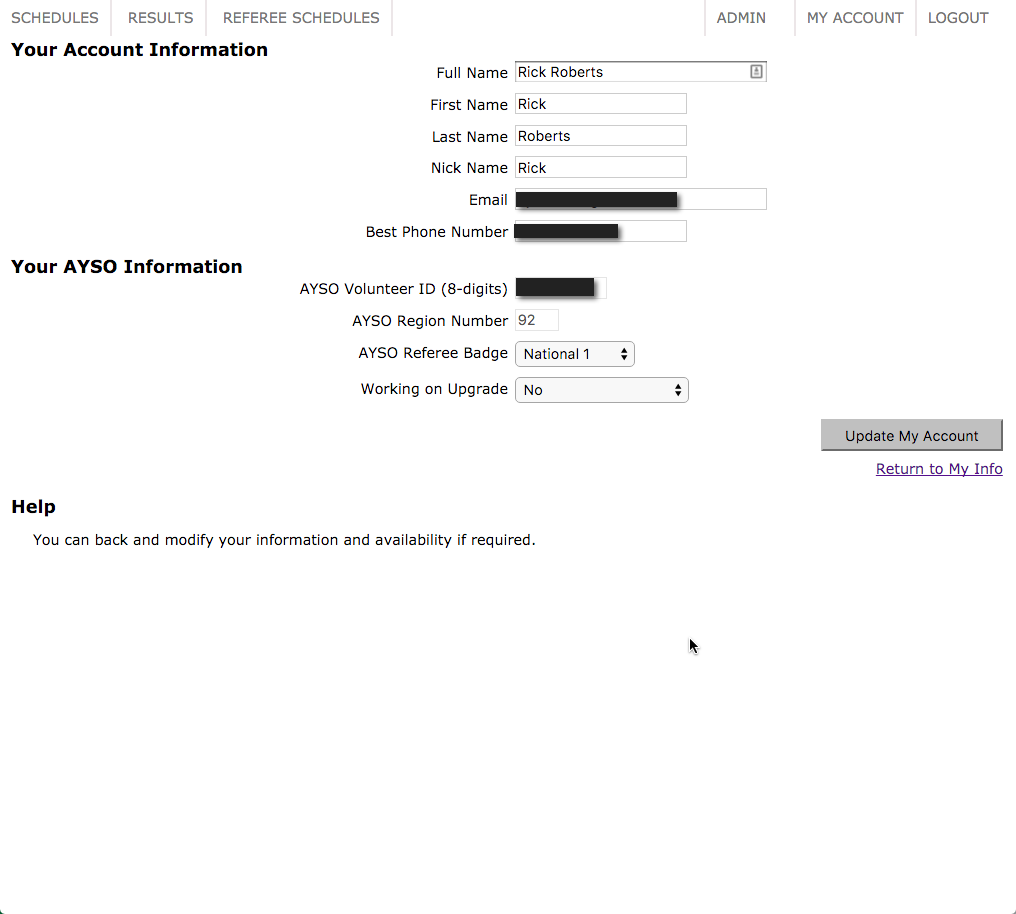 SCHEDULES RESULTS REFEREE SCHEDULES ADMIN MY ACCOUNT LOGOUT
Your Account Information
Full Name Rick Roberts
First Name Rick
Last Name Roberts
Nick Name Rick
Email
Best Phone Number
Your AYSO Information
AYSO Volunteer ID (8-digits)
AYSO Region Number 92
AYSO Referee Badge National 1
Working on Upgrade No
Update My Account
Return to My Info
Help
You can back and modify your information and availability if required.